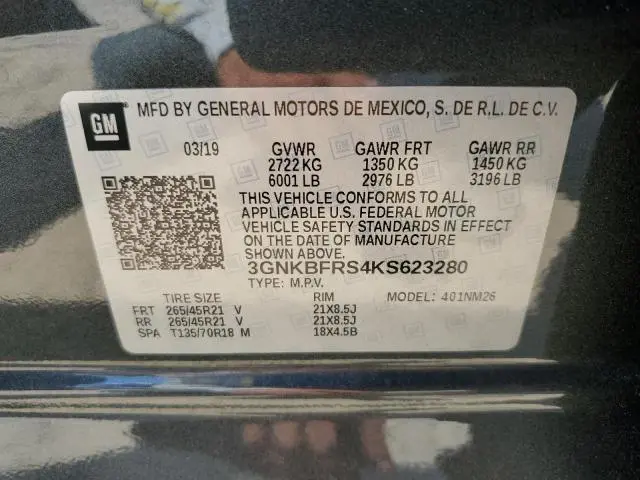 GM
MFD BY GENERAL MOTORS DE MEXICO, S. DE R.L. DE C.V.
03/19 GVWR GAWR FRT GAWR RR
2722 KG 1350 KG 1450 KG
6001 LB 2976 LB 3196 LB
THIS VEHICLE CONFORMS TO ALL
APPLICABLE U.S. FEDERAL MOTOR
VEHICLE SAFETY STANDARDS IN EFFECT
ON THE DATE OF MANUFACTURE
SHOWN ABOVE.
3GNKBFRS4KS623280
TYPE: M.P.V.
TIRE SIZE RIM MODEL: 401NM26
FRT 265/45R21 V 21X8.5J
RR 265/45R21 V 21X8.5J
SPA T135/70R18 M 18X4.5B